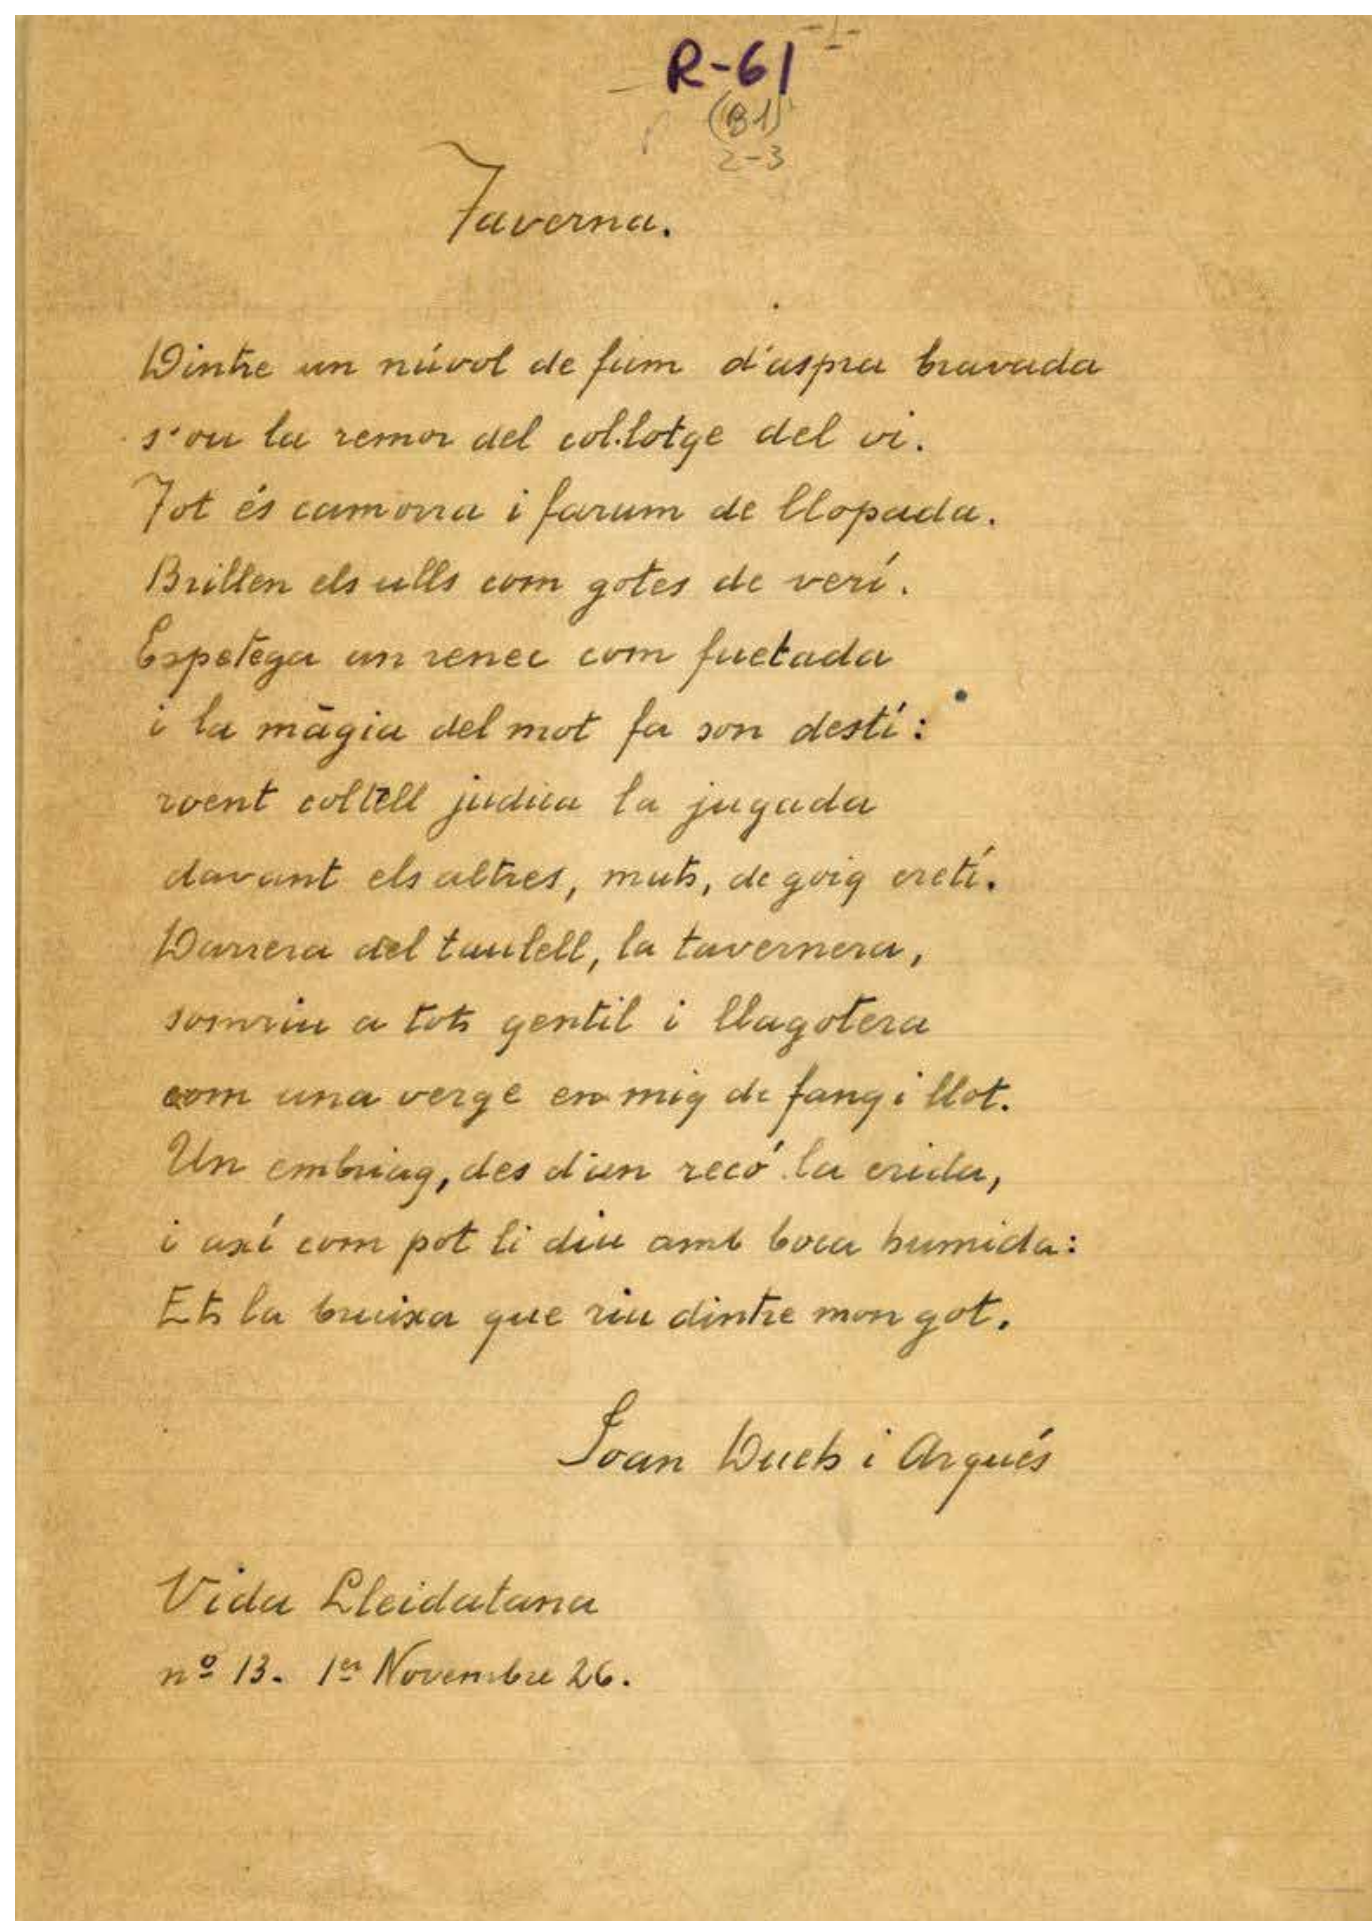 R-61
(B1)
2-3
Taverna.
Dintre un núvol de fum d'aspra bravada
s'ou la remor del col·lotge del vi.
Tot és camorra i farum de llopada.
Brillen els ulls com gotes de verí.
Espetega un renec com fuetada
i la màgia del mot fa son destí:
roent coltell judica la jugada
davant els altres, muts, de goig cretí.
Darrera del taulell, la tavernera,
somriu a tots gentil i llagotera
com una verge en mig de fang i llot.
Un embriag, des d'un recó la crida,
i axí com pot li diu amb boca humida:
Ets la bruixa que riu dintre mon got.
Joan Duch i Arqués
Vida Lleidatana
nº 13. 1er Novembre 26.